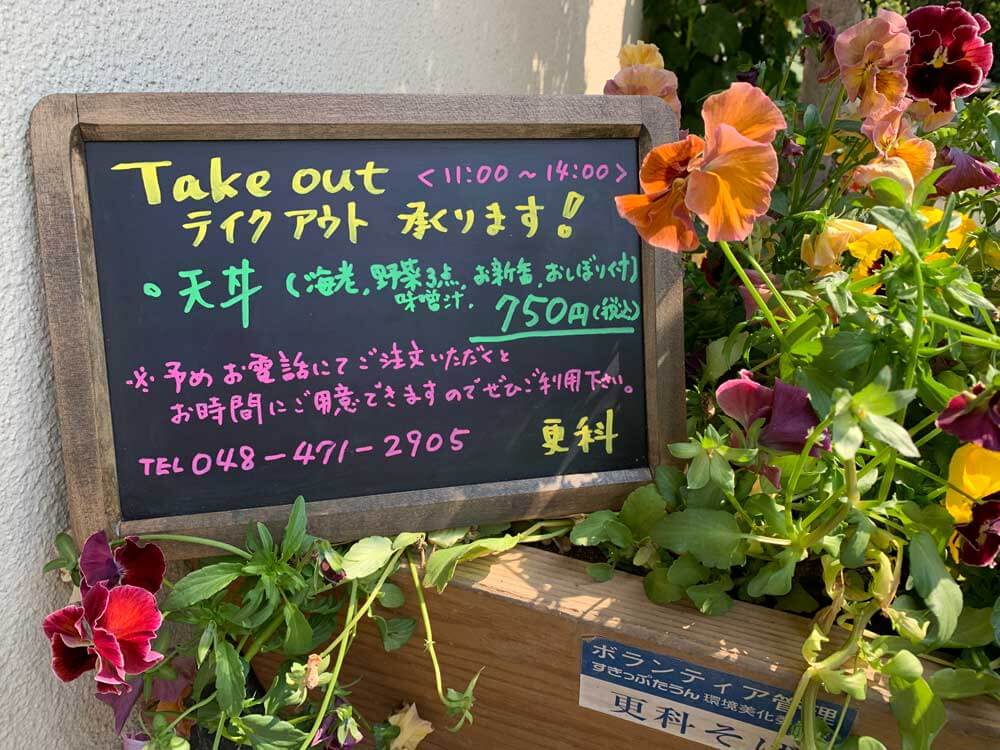 Take out <11:00~14:00>
テイクアウト 承ります!
・天丼 (海老,野菜3点,お新香,おしぼり付)
味噌汁,
750円(税込)
※予めお電話にてご注文いただくと
お時間にご用意できますのでぜひご利用下さい。
TEL 048-471-2905 更科
ボランティア管理
すきっぷたうん 環境美化
更科そば